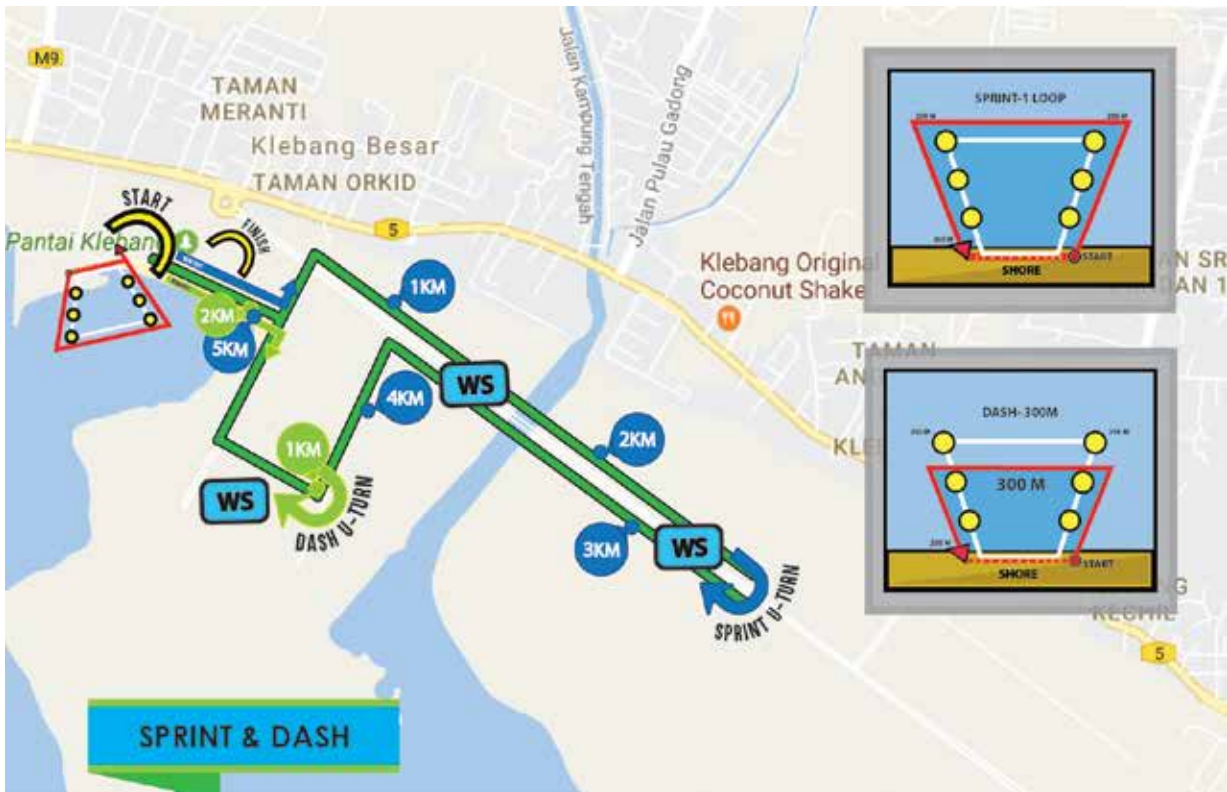 M9
TAMAN
MERANTI
Klebang Besar
TAMAN ORKID
Jalan Kampung Tengah
Jalan Pulau Gadong
5
START
FINISH
Pantai Klebang
1KM
2KM
5KM
4KM
WS
Klebang Original
Coconut Shake
TAMAN
1KM
WS
DASH U-TURN
2KM
3KM
WS
SPRINT U-TURN
KECHIL
5
SPRINT & DASH
SPRINT-1 LOOP
START
SHORE
DASH- 300M
300 M
START
SHORE